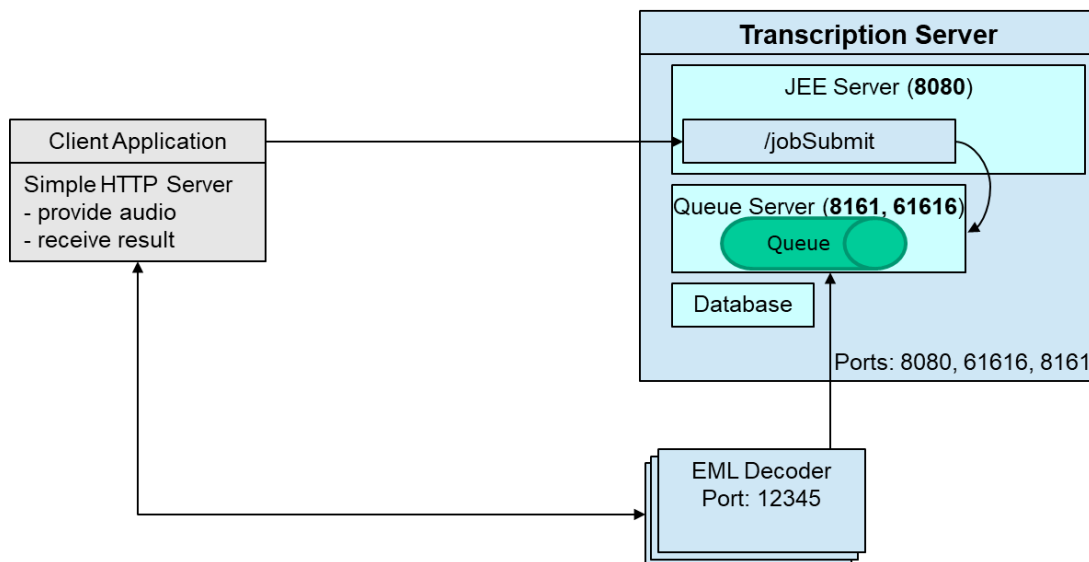 Transcription Server
JEE Server (8080)
/jobSubmit
Client Application
Simple HTTP Server
- provide audio
- receive result
Queue Server (8161, 61616)
Queue
Database
Ports: 8080, 61616, 8161
EML Decoder
Port: 12345